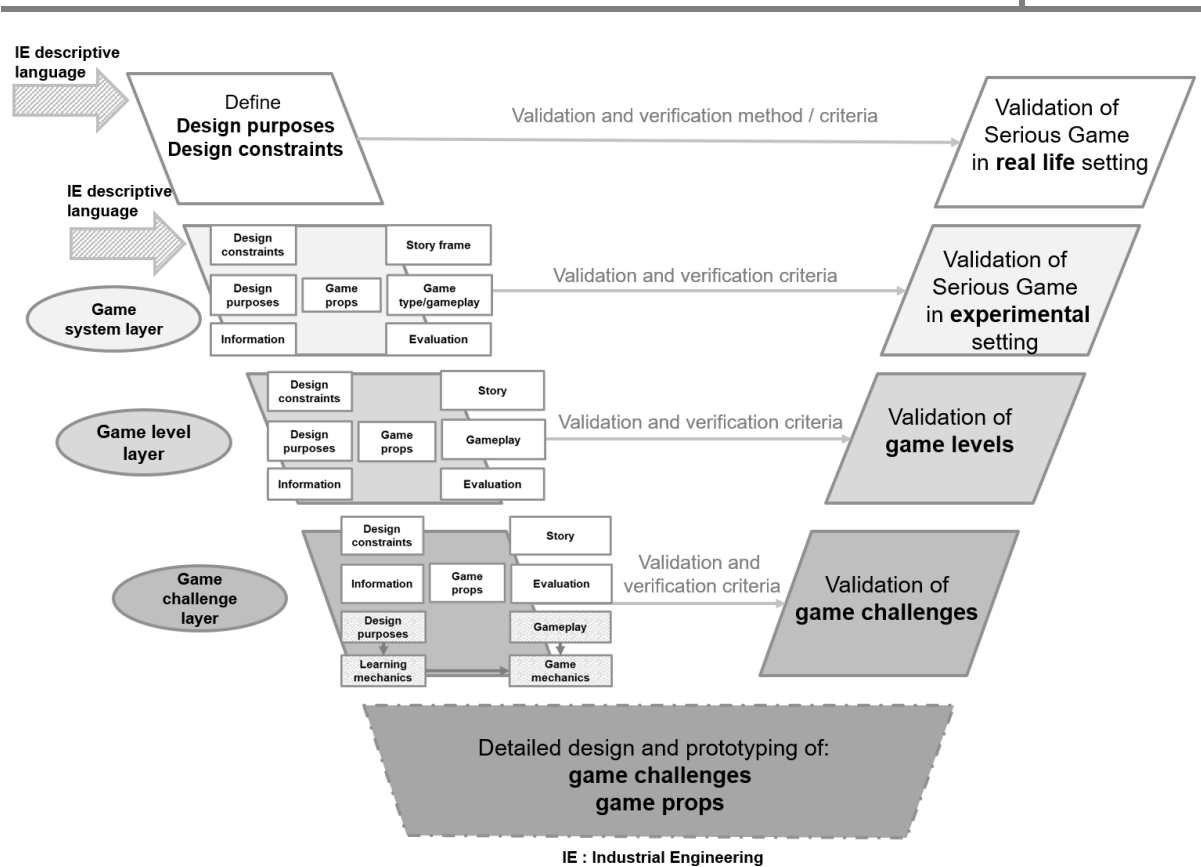 IE descriptive
language
Define
Design purposes
Design constraints
Validation and verification method / criteria
Validation of
Serious Game
in real life setting
IE descriptive
language
Game
system layer
Design
constraints
Story frame
Design
purposes
Game
props
Game
type/gameplay
Information
Evaluation
Validation and verification criteria
Validation of
Serious Game
in experimental
setting
Game level
layer
Design
constraints
Story
Design
purposes
Game
props
Gameplay
Information
Evaluation
Validation and verification criteria
Validation of
game levels
Game
challenge
layer
Design
constraints
Story
Information
Game
props
Evaluation
Design
purposes
Gameplay
Learning
mechanics
Game
mechanics
Validation and
verification criteria
Validation of
game challenges
Detailed design and prototyping of:
game challenges
game props
IE : Industrial Engineering